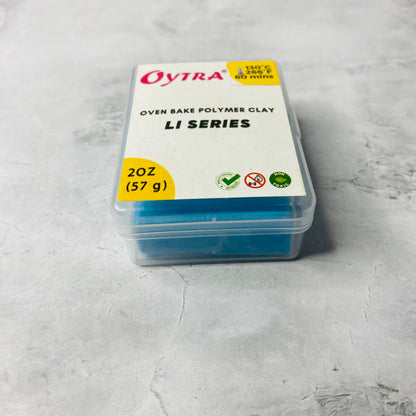 OYTRA®
130°C
266°F
60 mins
OVEN BAKE POLYMER CLAY
LI SERIES
2OZ
(57 g)